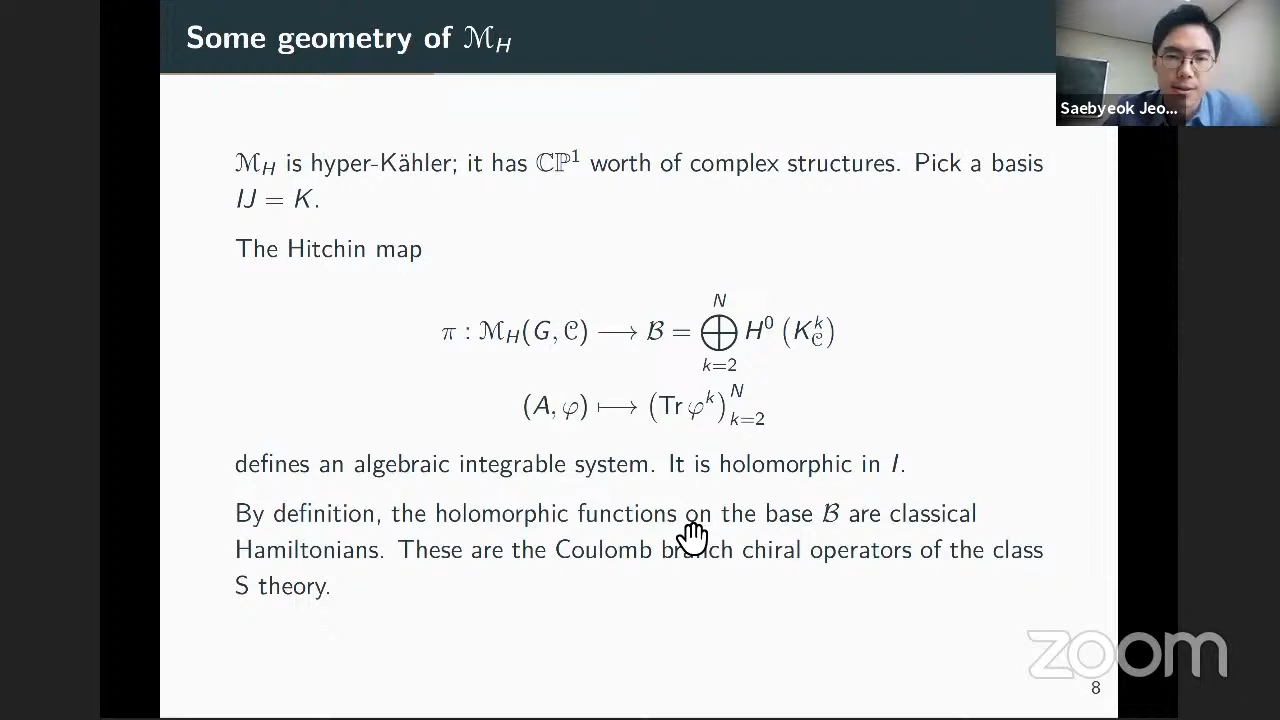 Some geometry of ℳ_H
Saebyeok Jeo...
ℳ_H is hyper-Kähler; it has ℂℙ¹ worth of complex structures. Pick a basis
IJ = K.
The Hitchin map
π : ℳ_H(G, 𝒞) ⟶ ℬ = ⨁_{k=2}^{N} H⁰ (K_𝒞^k)
(A, φ) ⟼ (Tr φ^k)_{k=2}^{N}
defines an algebraic integrable system. It is holomorphic in I.
By definition, the holomorphic functions on the base ℬ are classical
Hamiltonians. These are the Coulomb branch chiral operators of the class
S theory.
zoom
8